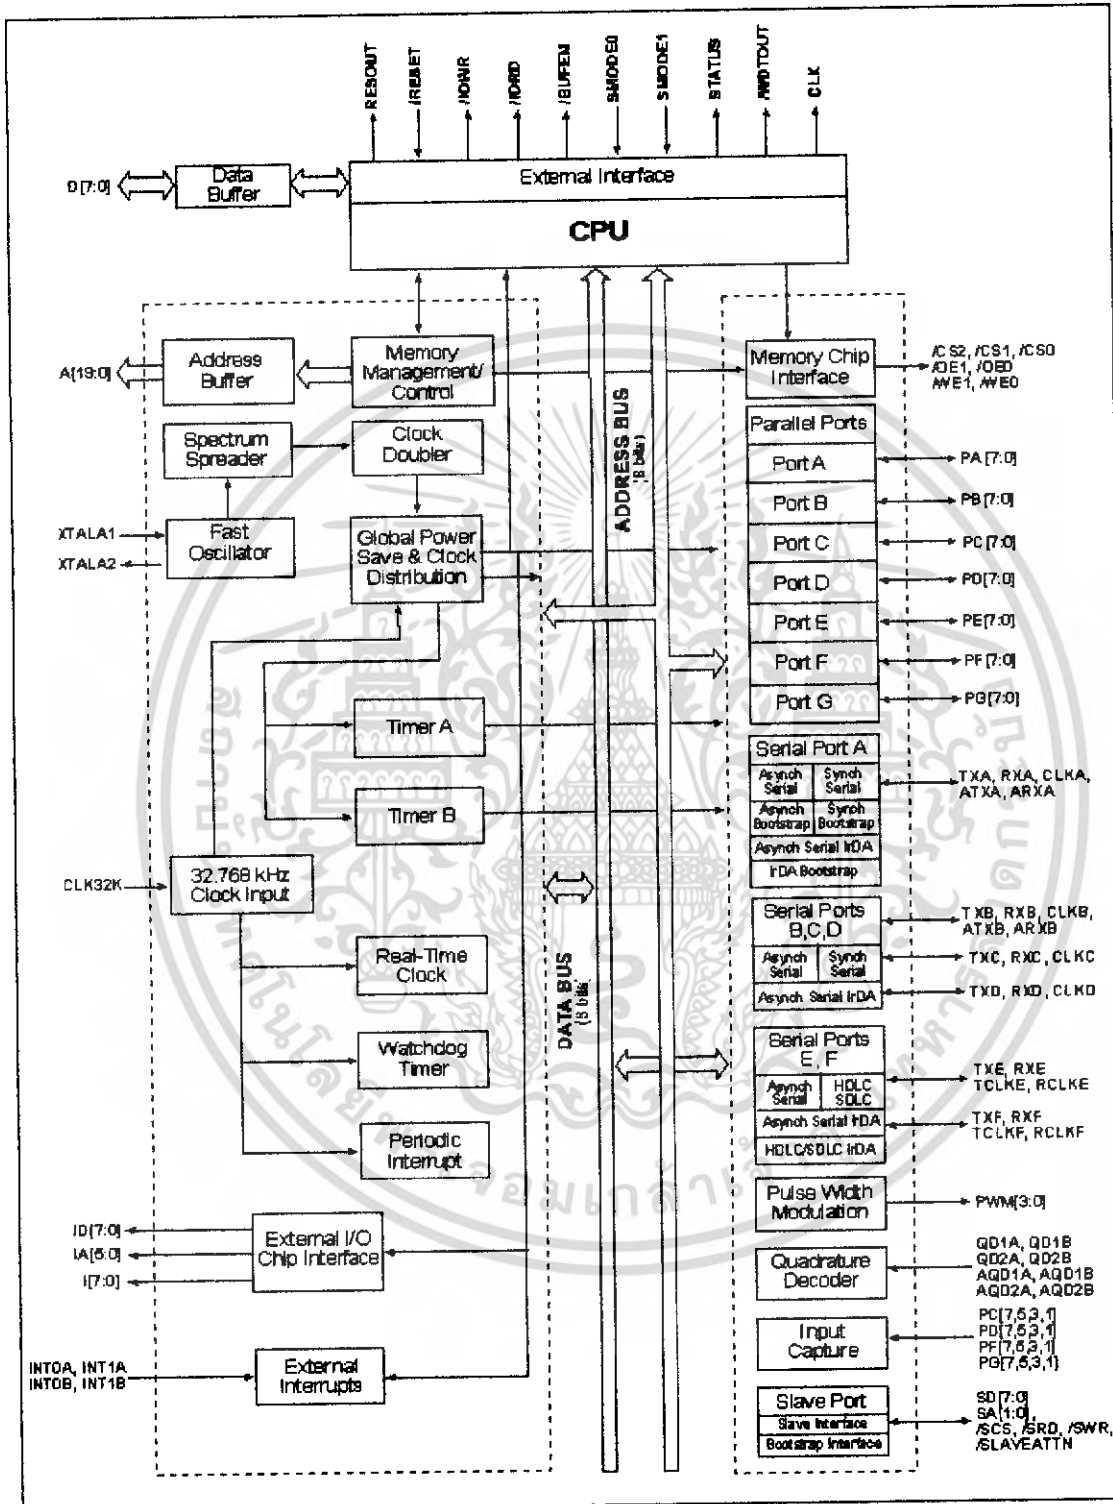 RESOUT
/RESET
/IOWR
/IORD
/BUFEN
SMODE0
SMODE1
STATUS
/WDTOUT
CLK
D[7:0]
Data
Buffer
External Interface
CPU
A[19:0]
Address
Buffer
Memory
Management/
Control
Memory Chip
Interface
/CS2, /CS1, /CS0
/OE1, /OE0
/WE1, /WE0
Spectrum
Spreader
Clock
Doubler
ADDRESS BUS
(8 bits)
Parallel Ports
Port A
PA[7:0]
Port B
PB[7:0]
Port C
PC[7:0]
Port D
PD[7:0]
Port E
PE[7:0]
Port F
PF[7:0]
Port G
PG[7:0]
XTALA1
XTALA2
Fast
Oscillator
Global Power
Save & Clock
Distribution
Timer A
Timer B
Serial Port A
Asynch
Serial
Synch
Serial
Asynch
Bootstrap
Synch
Bootstrap
Asynch Serial IrDA
IrDA Bootstrap
TXA, RXA, CLKA,
ATXA, ARXA
CLK32K
32.768 kHz
Clock Input
Serial Ports
B,C,D
Asynch
Serial
Synch
Serial
Asynch Serial IrDA
TXB, RXB, CLKB,
ATXB, ARXB
TXC, RXC, CLKC
TXD, RXD, CLKD
Real-Time
Clock
DATA BUS
(8 bits)
Watchdog
Timer
Periodic
Interrupt
Serial Ports
E, F
Asynch
Serial
HDLC
SDLC
Asynch Serial IrDA
HDLC/SDLC IrDA
TXE, RXE
TCLKE, RCLKE
TXF, RXF
TCLKF, RCLKF
Pulse Width
Modulation
PWM[3:0]
ID[7:0]
IA[5:0]
I[7:0]
External I/O
Chip Interface
Quadrature
Decoder
QD1A, QD1B
QD2A, QD2B
AQD1A, AQD1B
AQD2A, AQD2B
Input
Capture
PC[7,5,3,1]
PD[7,5,3,1]
PF[7,5,3,1]
PG[7,5,3,1]
INT0A, INT1A
INT0B, INT1B
External
Interrupts
Slave Port
Slave Interface
Bootstrap Interface
SD[7:0]
SA[1:0],
/SCS, /SRD, /SWR,
/SLAVEATTN